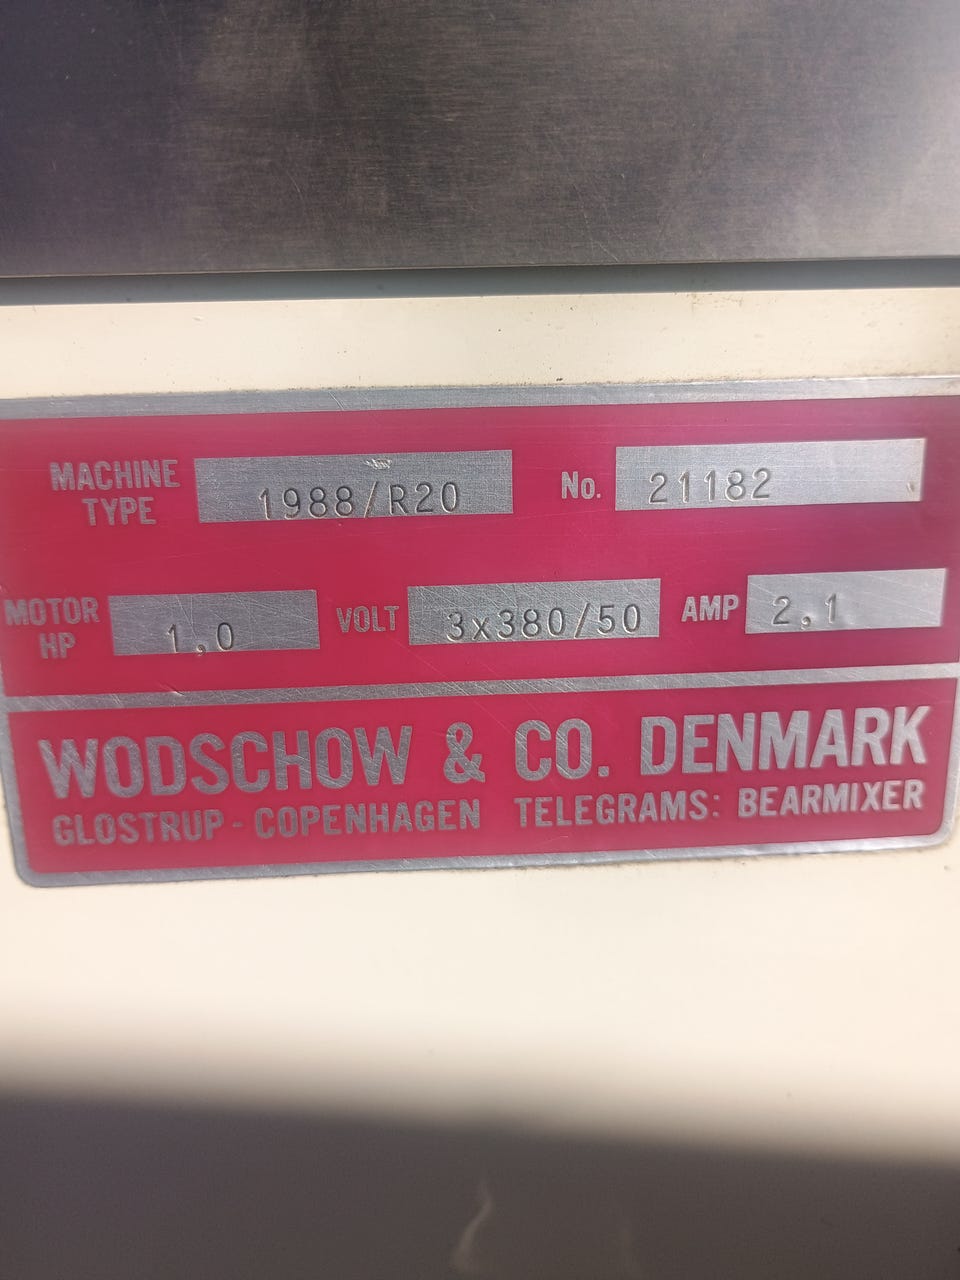 MACHINE TYPE 1988/R20 No. 21182
MOTOR HP 1,0 VOLT 3x380/50 AMP 2,1
WODSCHOW & CO. DENMARK
GLOSTRUP - COPENHAGEN TELEGRAMS: BEARMIXER